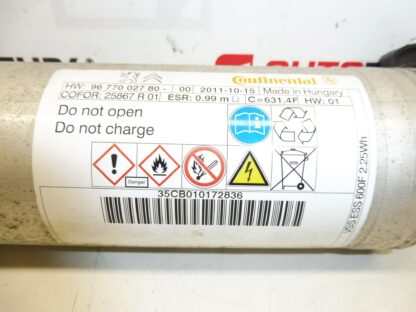 Continental
HW: 96 770 027 80 - 00 2011-10-15 Made in Hungary
COFOR: 25867 R 01 ESR: 0.99 mΩ C=631.4F HW: 01
Do not open
Do not charge
Danger
35CB010172836
VSS ESS 600F 2.25Wh